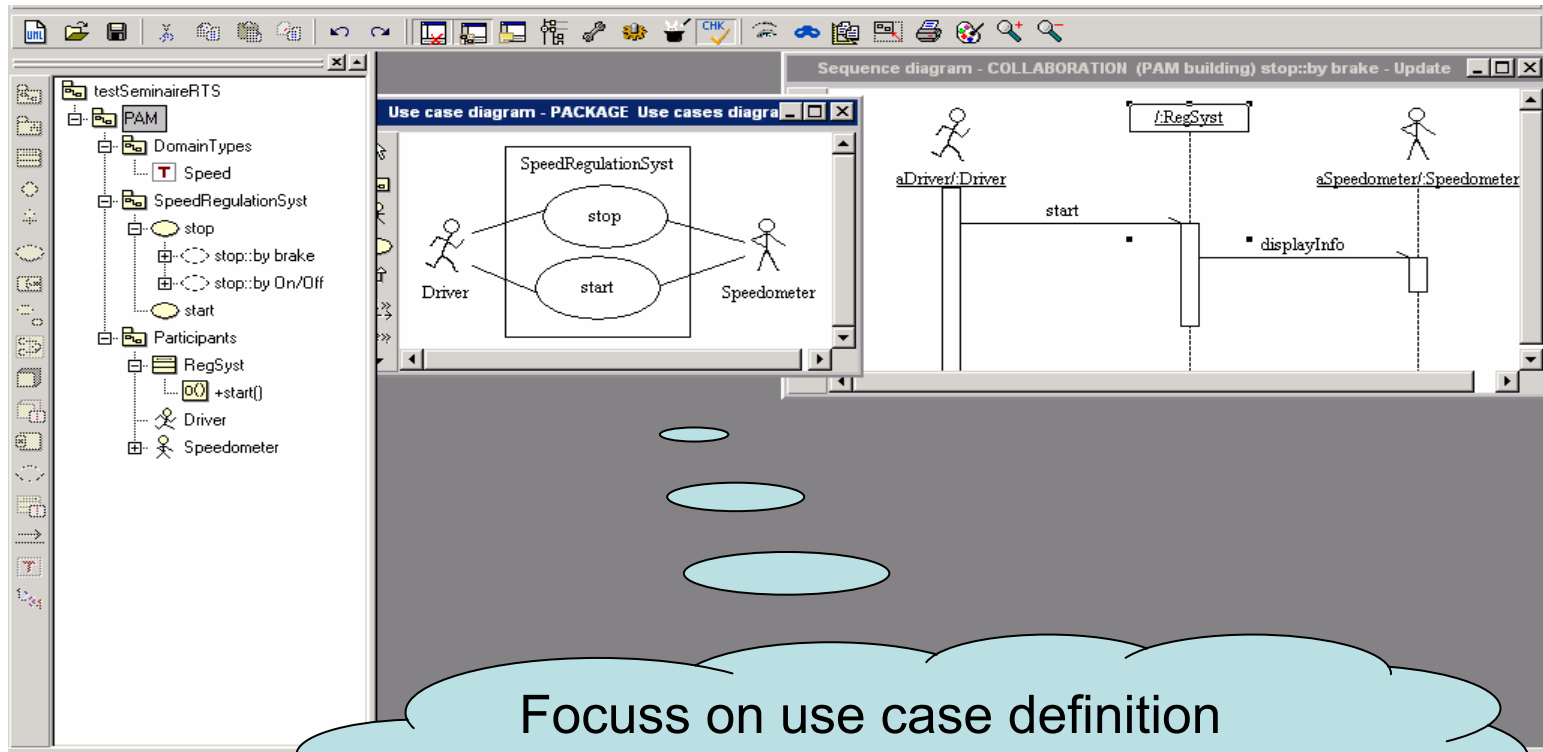 UML
CHK
testSeminaireRTS
PAM
DomainTypes
T Speed
SpeedRegulationSyst
stop
stop::by brake
stop::by On/Off
start
Participants
RegSyst
o() +start()
Driver
Speedometer
Use case diagram - PACKAGE Use cases diagra
SpeedRegulationSyst
stop
start
Driver
Speedometer
Sequence diagram - COLLABORATION (PAM building) stop::by brake - Update
/:RegSyst
aDriver/:Driver
aSpeedometer/:Speedometer
start
displayInfo
Focuss on use case definition